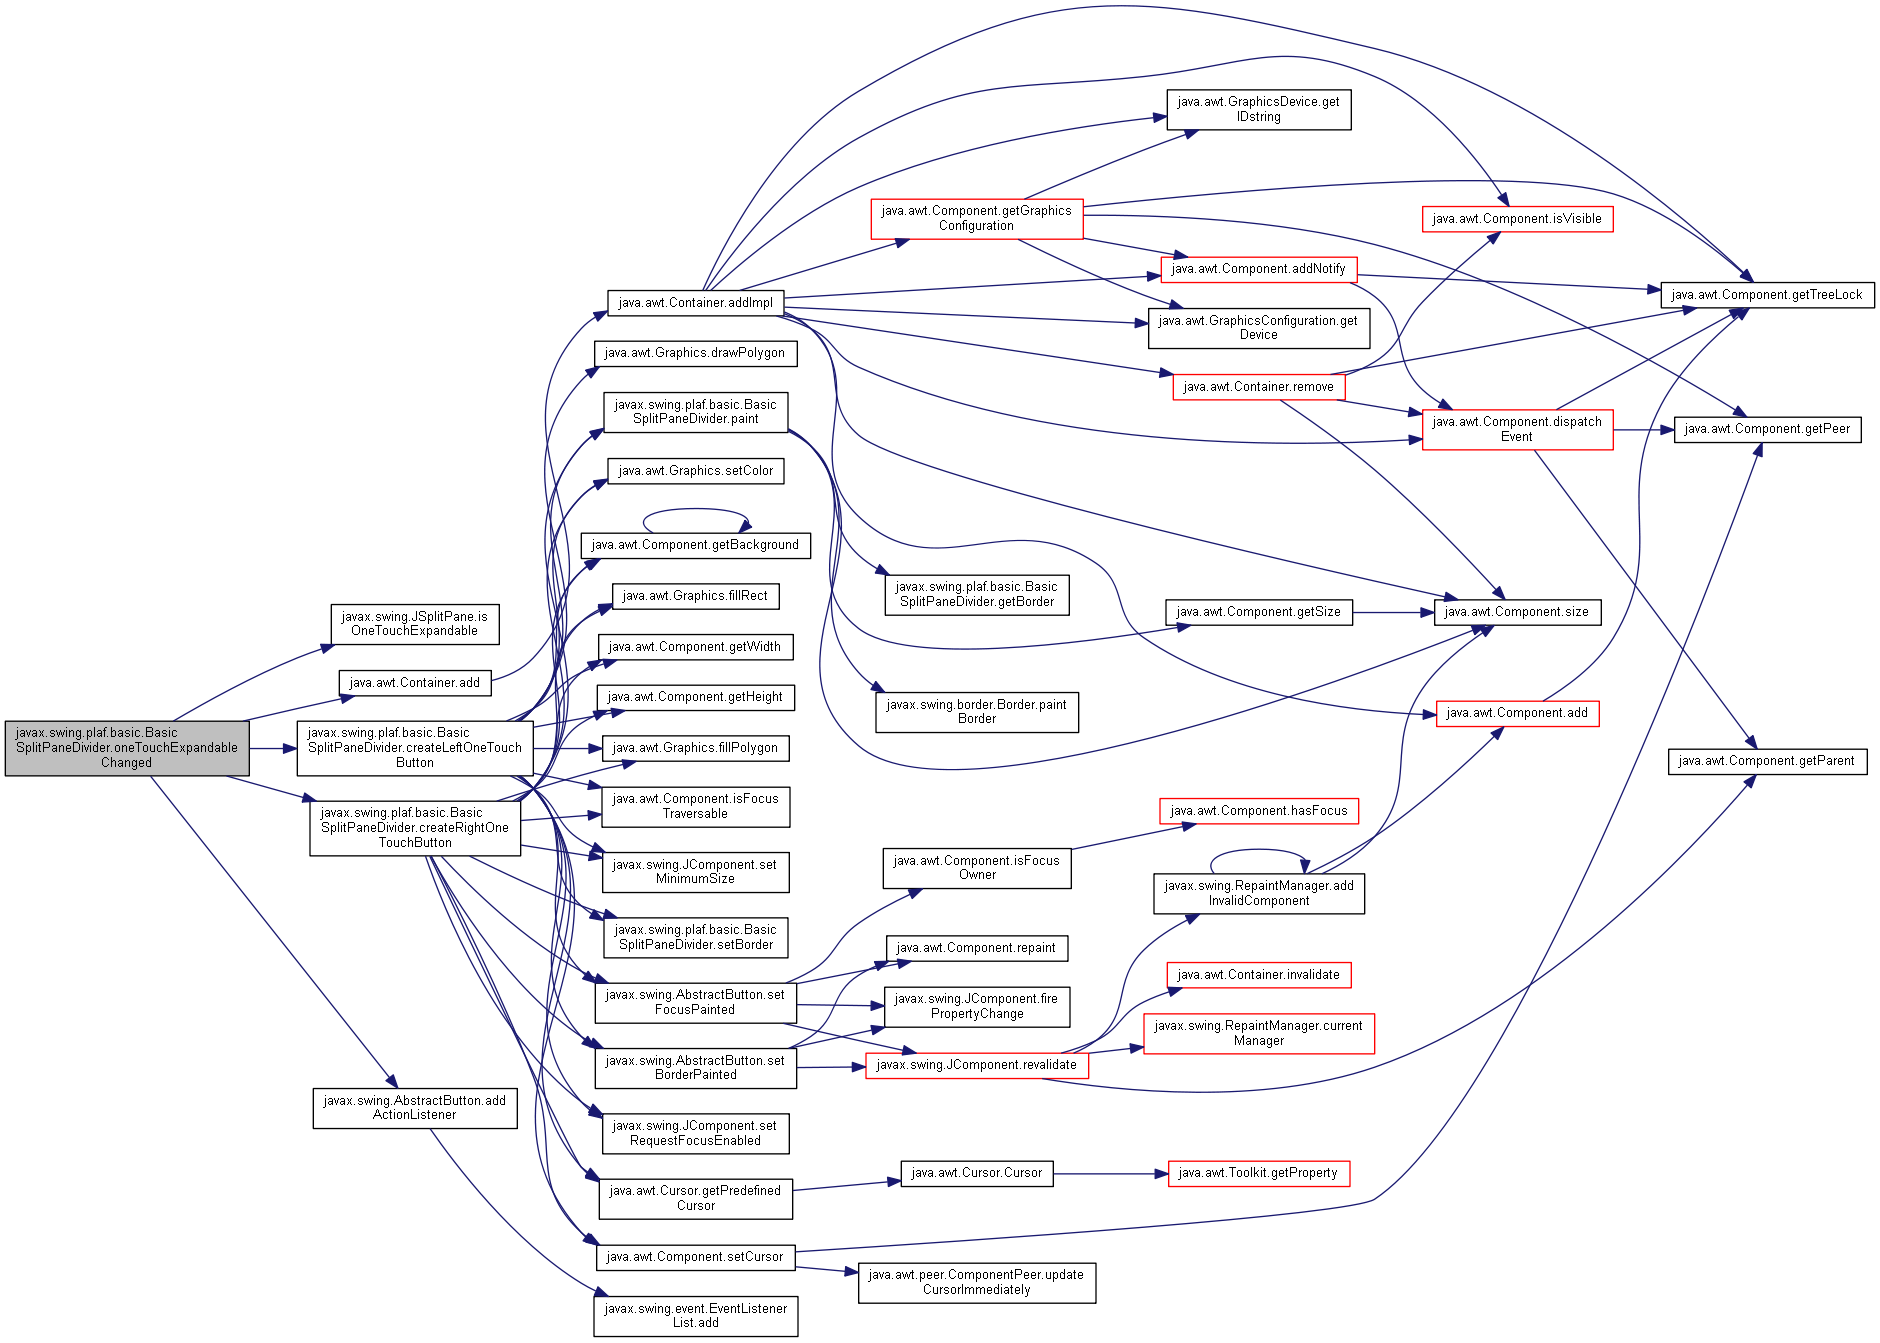 javax.swing.plaf.basic.Basic
SplitPaneDivider.oneTouchExpandable
Changed
javax.swing.JSplitPane.is
OneTouchExpandable
java.awt.Container.add
javax.swing.plaf.basic.Basic
SplitPaneDivider.createLeftOneTouch
Button
javax.swing.plaf.basic.Basic
SplitPaneDivider.createRightOne
TouchButton
javax.swing.AbstractButton.add
ActionListener
java.awt.Container.addImpl
java.awt.Graphics.drawPolygon
javax.swing.plaf.basic.Basic
SplitPaneDivider.paint
java.awt.Graphics.setColor
java.awt.Component.getBackground
java.awt.Graphics.fillRect
java.awt.Component.getWidth
java.awt.Component.getHeight
java.awt.Graphics.fillPolygon
java.awt.Component.isFocus
Traversable
javax.swing.JComponent.set
MinimumSize
javax.swing.plaf.basic.Basic
SplitPaneDivider.setBorder
javax.swing.AbstractButton.set
FocusPainted
javax.swing.AbstractButton.set
BorderPainted
javax.swing.JComponent.set
RequestFocusEnabled
java.awt.Cursor.getPredefined
Cursor
java.awt.Component.setCursor
javax.swing.event.EventListener
List.add
java.awt.Component.getGraphics
Configuration
javax.swing.plaf.basic.Basic
SplitPaneDivider.getBorder
javax.swing.border.Border.paint
Border
java.awt.Component.isFocus
Owner
java.awt.Component.repaint
javax.swing.JComponent.fire
PropertyChange
javax.swing.JComponent.revalidate
java.awt.Cursor.Cursor
java.awt.peer.ComponentPeer.update
CursorImmediately
java.awt.GraphicsDevice.get
IDstring
java.awt.Component.addNotify
java.awt.GraphicsConfiguration.get
Device
java.awt.Container.remove
java.awt.Component.getSize
java.awt.Component.hasFocus
javax.swing.RepaintManager.add
InvalidComponent
java.awt.Container.invalidate
javax.swing.RepaintManager.current
Manager
java.awt.Toolkit.getProperty
java.awt.Component.isVisible
java.awt.Component.dispatch
Event
java.awt.Component.size
java.awt.Component.add
java.awt.Component.getTreeLock
java.awt.Component.getPeer
java.awt.Component.getParent